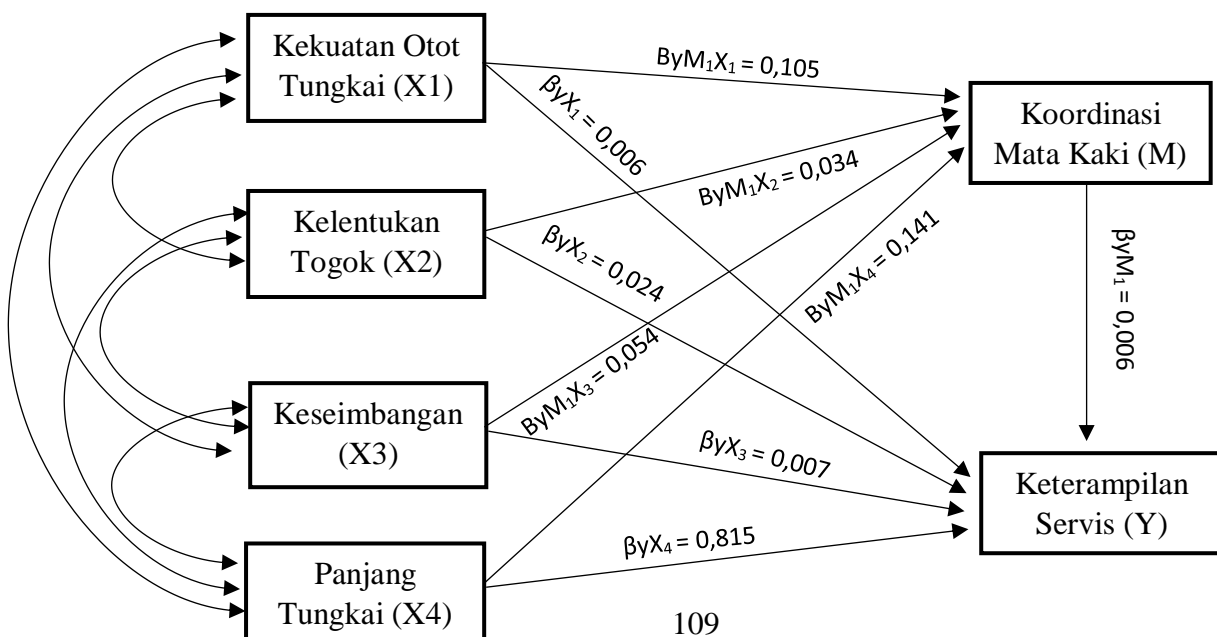 Kekuatan Otot
Tungkai (X1)
ByM₁X₁ = 0,105
βyX₁ = 0,006
Koordinasi
Mata Kaki (M)
Kelentukan
Togok (X2)
ByM₁X₂ = 0,034
βyX₂ = 0,024
ByM₁X₄ = 0,141
βyM₁ = 0,006
Keseimbangan
(X3)
ByM₁X₃ = 0,054
βyX₃ = 0,007
Keterampilan
Servis (Y)
βyX₄ = 0,815
Panjang
Tungkai (X4)
109